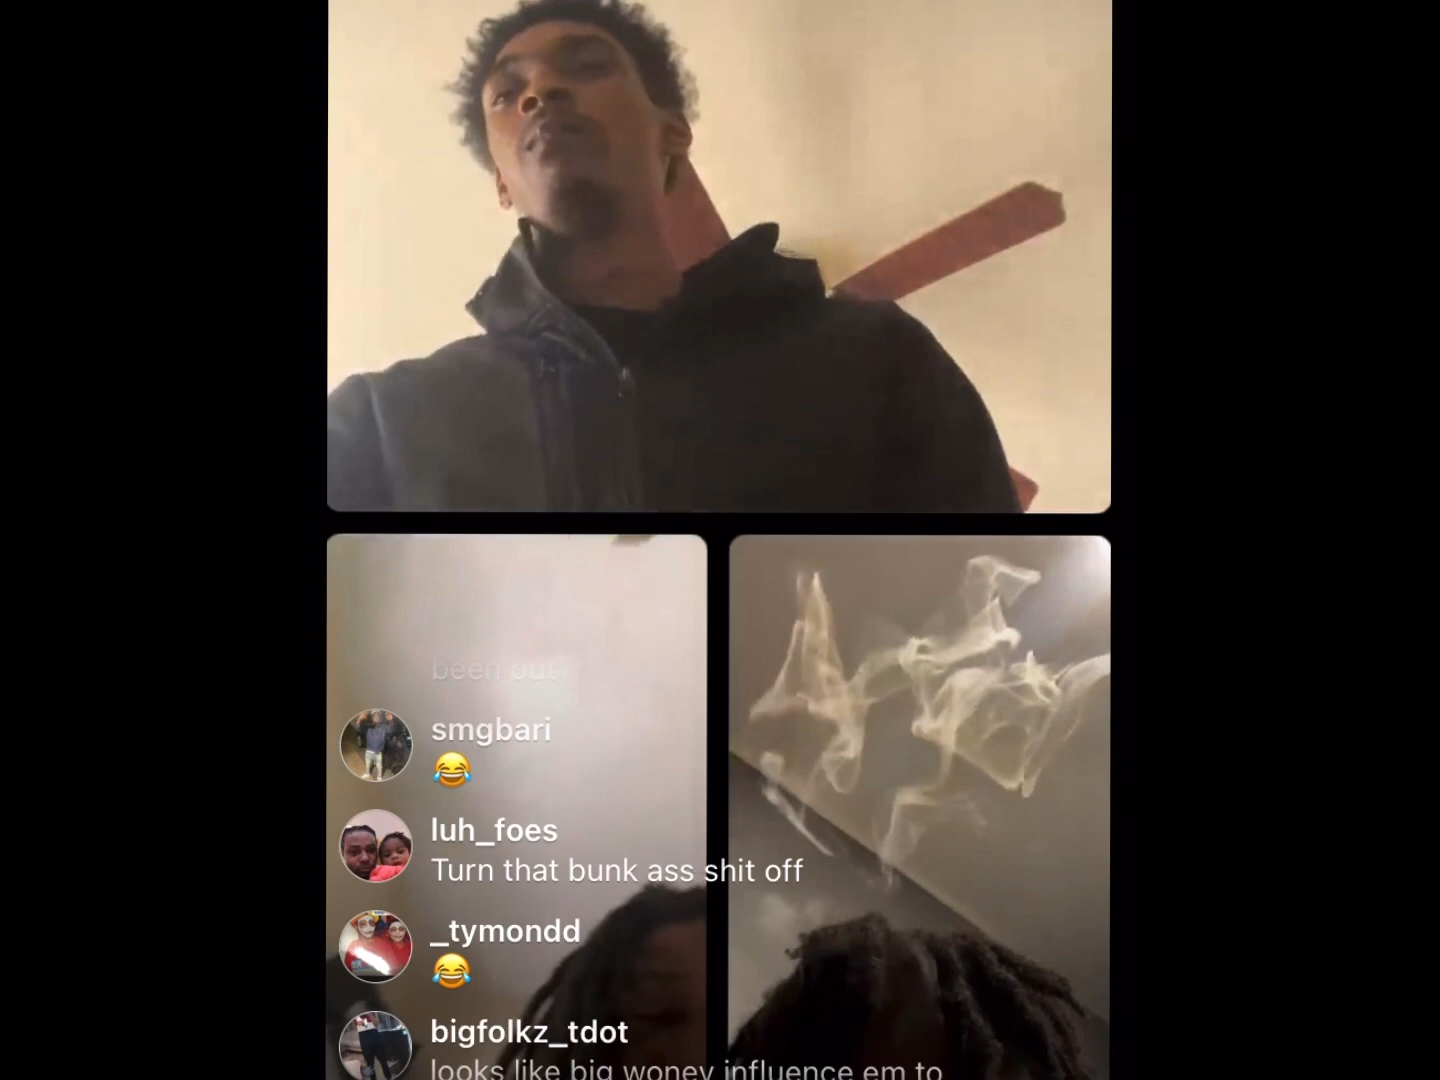 been out
smgbari
😂
luh_foes
Turn that bunk ass shit off
_tymondd
😂
bigfolkz_tdot
looks like big woney influence em to